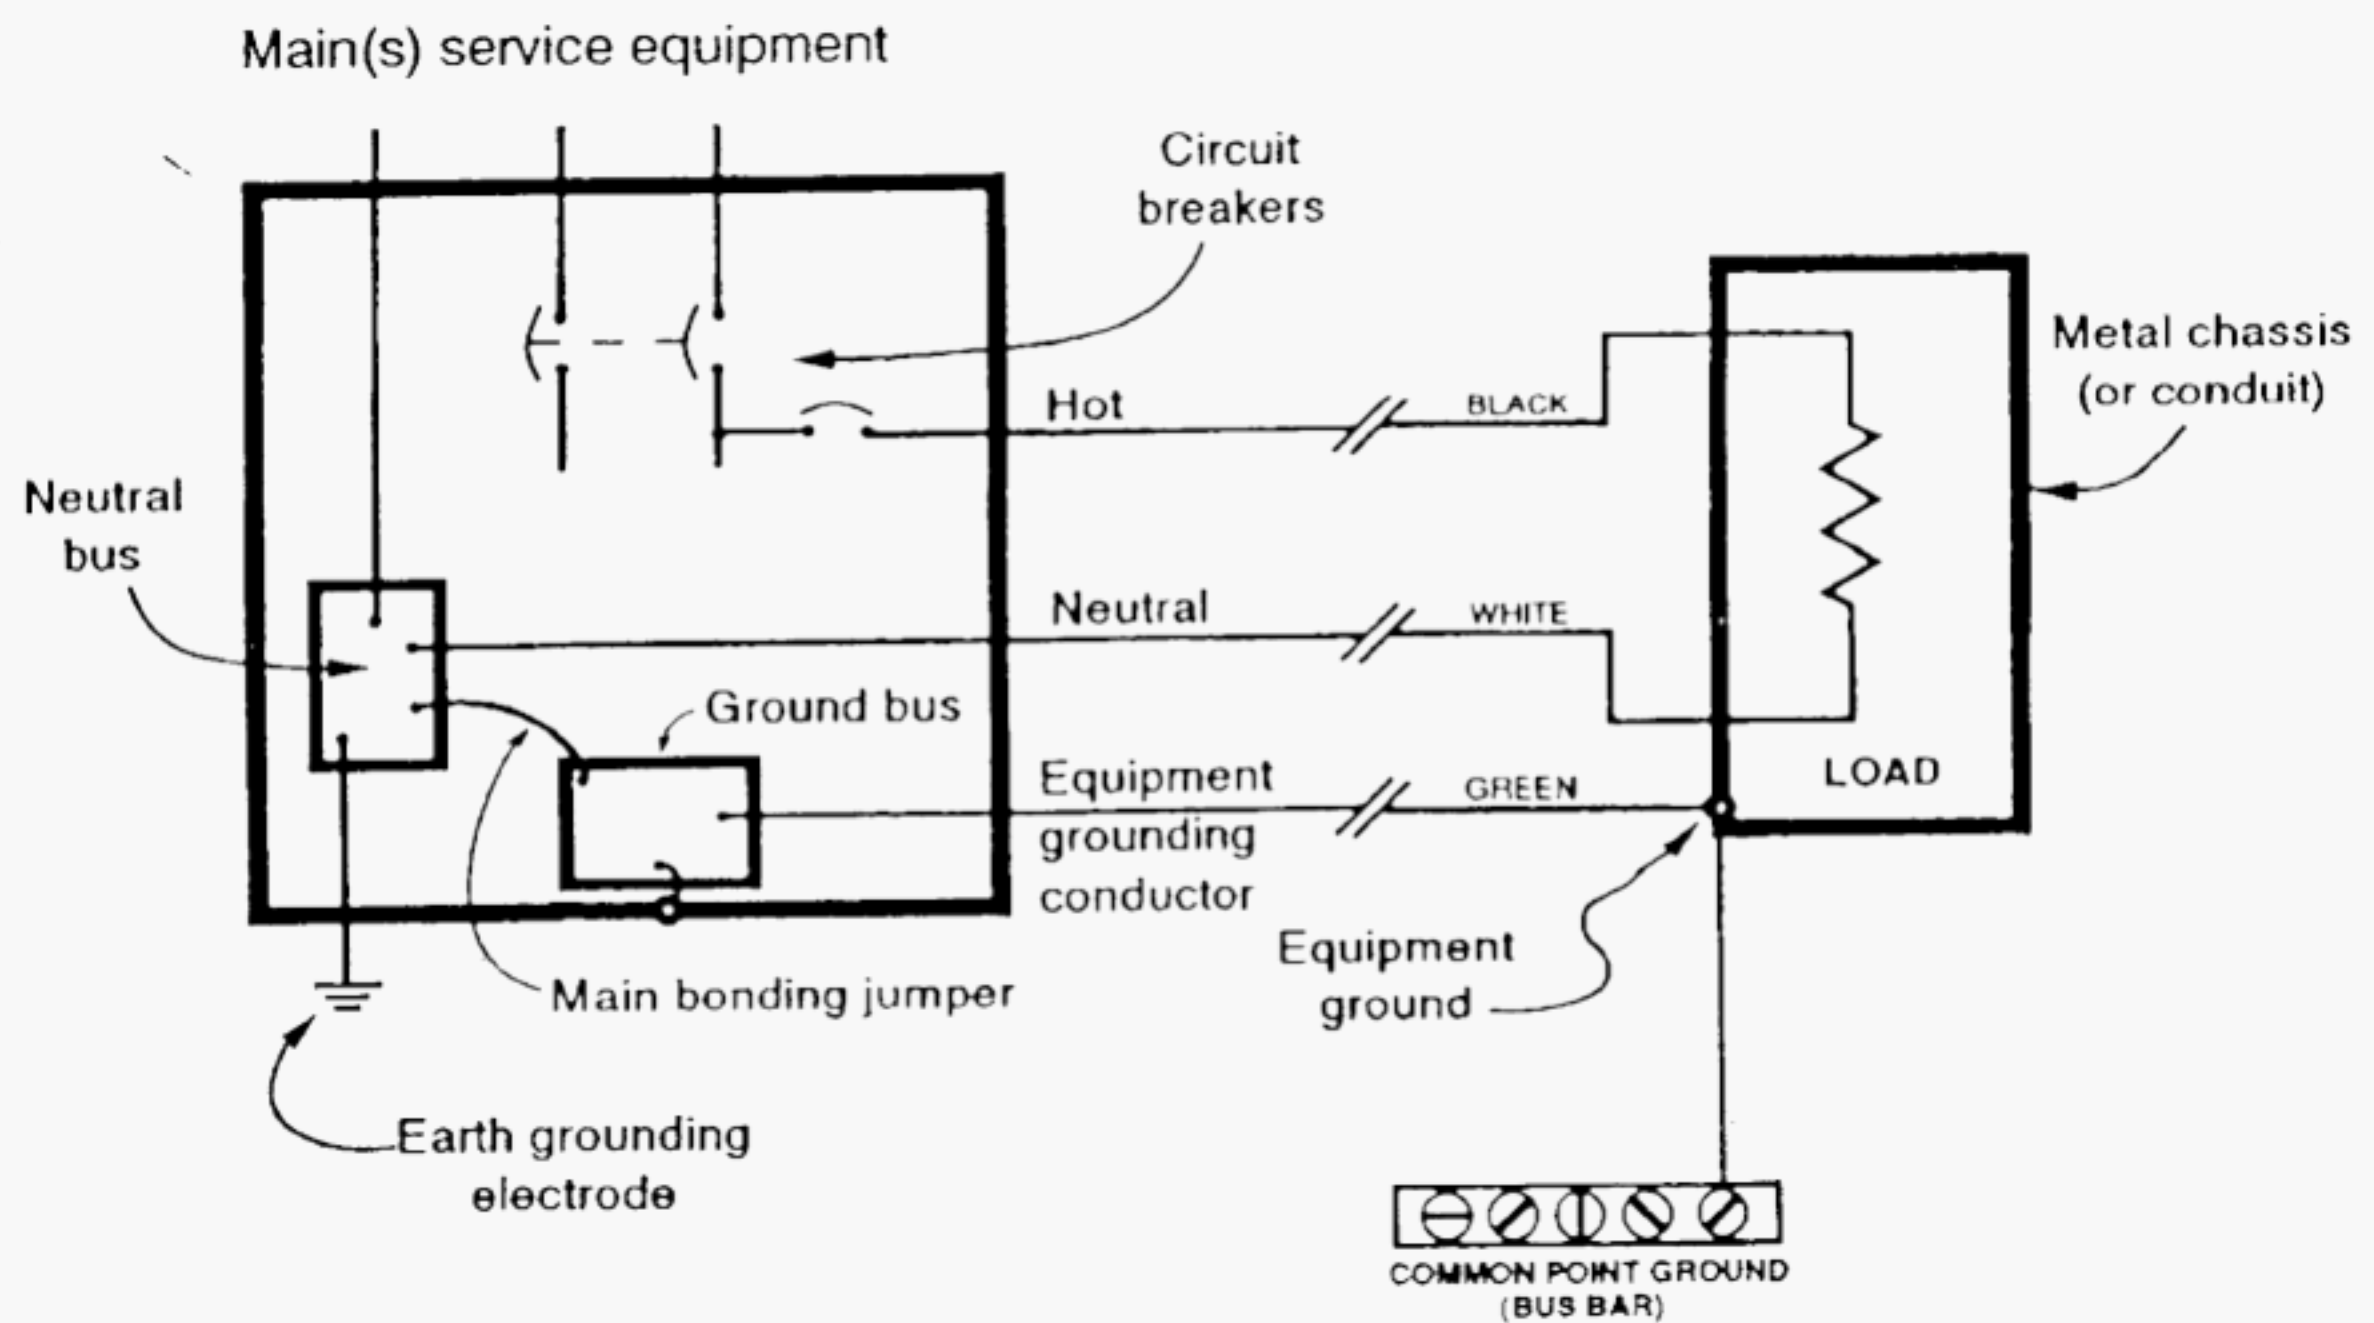 Main(s) service equipment
Circuit
breakers
Metal chassis
(or conduit)
Hot
BLACK
Neutral
bus
Neutral
WHITE
Ground bus
LOAD
Equipment
grounding
conductor
GREEN
Equipment
ground
Main bonding jumper
Earth grounding
electrode
COMMON POINT GROUND
(BUS BAR)